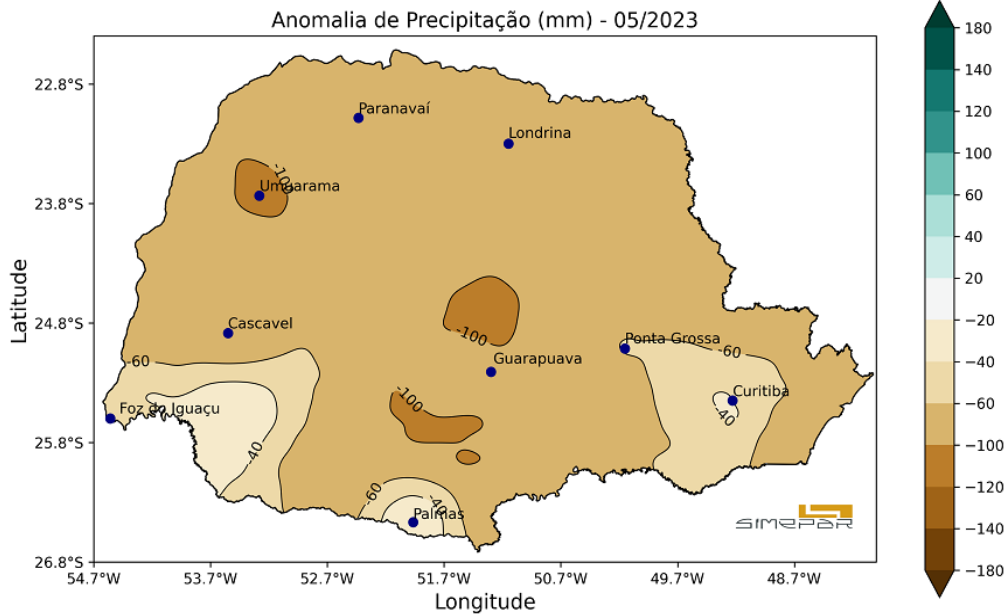 Anomalia de Precipitação (mm) - 05/2023
Latitude
22.8°S
23.8°S
24.8°S
25.8°S
26.8°S
54.7°W
53.7°W
52.7°W
51.7°W
50.7°W
49.7°W
48.7°W
Longitude
Paranavaí
Londrina
-100
Umuarama
Cascavel
-100
Ponta Grossa
-60
-60
Guarapuava
Foz do Iguaçu
-100
Curitiba
-40
-40
-60
-40
Palmas
SIMEPAR
180
140
100
60
40
20
−20
−40
−60
−100
−140
−180